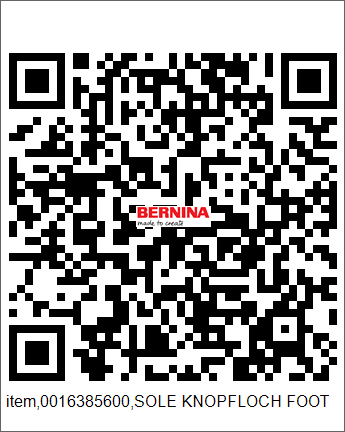 BERNINA
made to create
item,0016385600,SOLE KNOPFLOCH FOOT